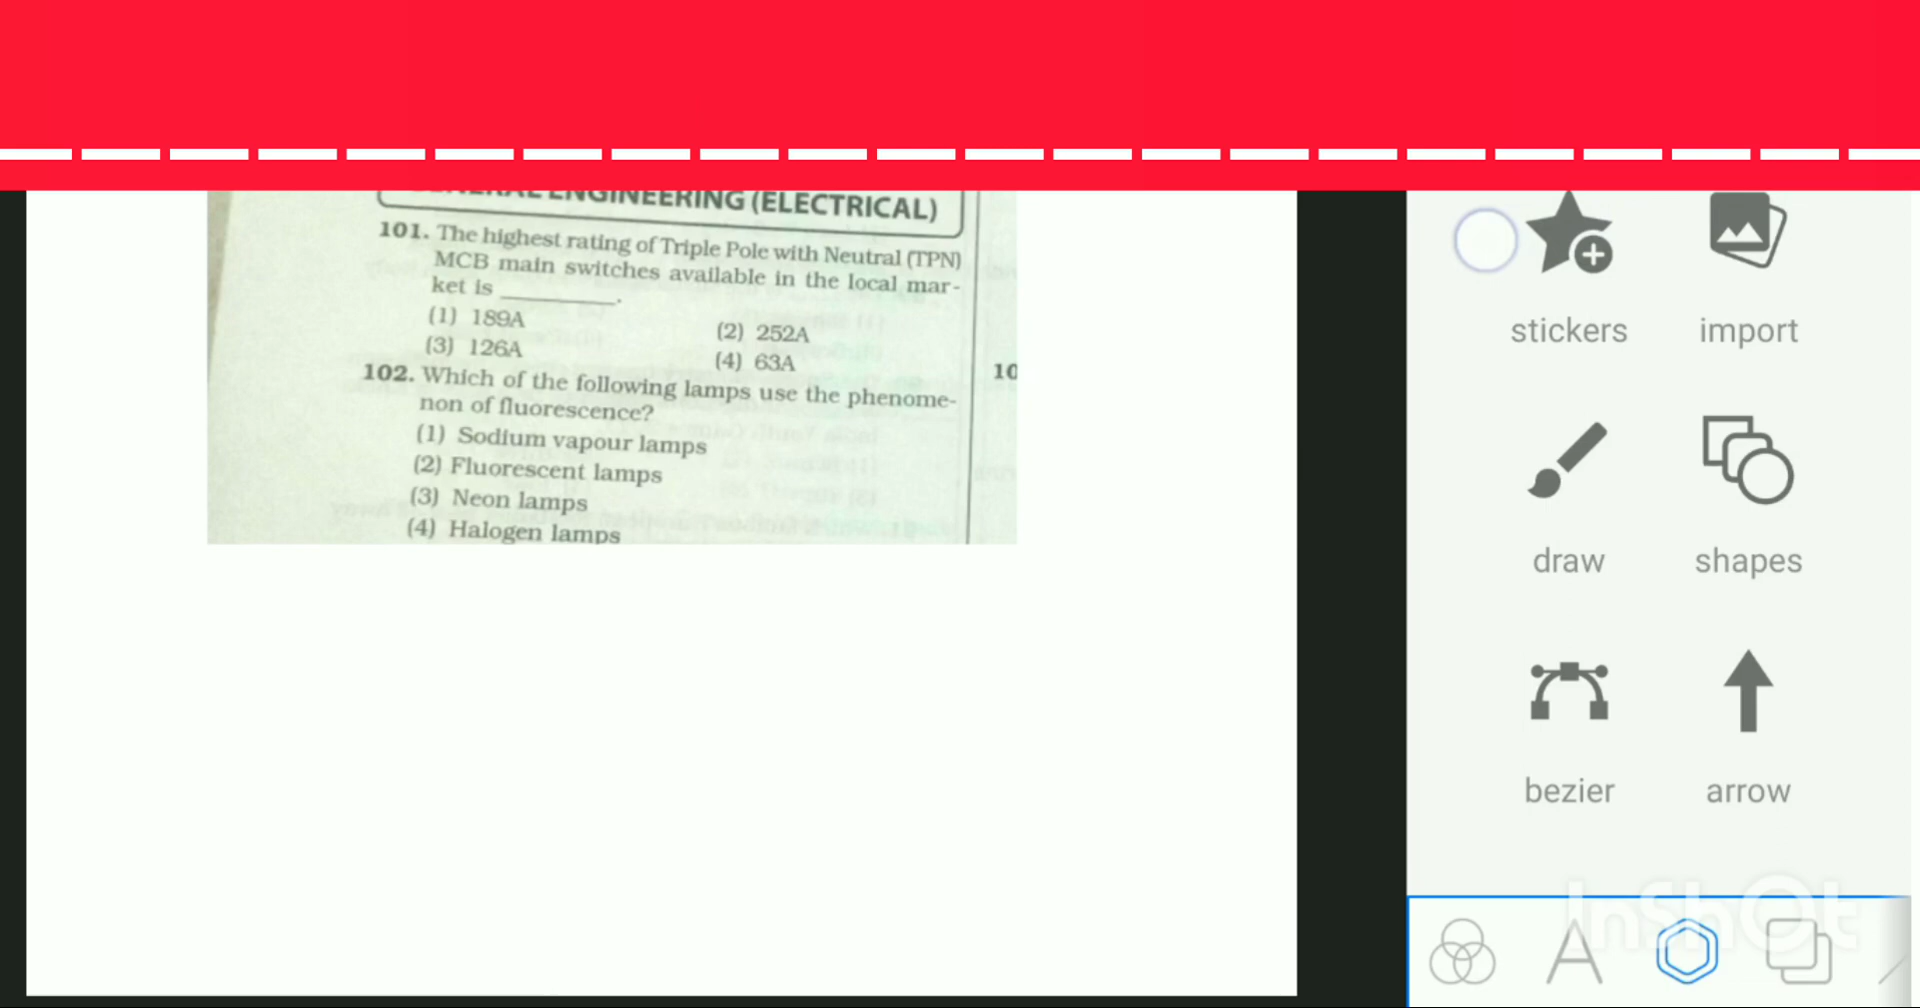 GENERAL ENGINEERING (ELECTRICAL)
101. The highest rating of Triple Pole with Neutral (TPN)
MCB main switches available in the local mar-
ket is ________.
(1) 189A (2) 252A
(3) 126A (4) 63A
102. Which of the following lamps use the phenome-
non of fluorescence?
(1) Sodium vapour lamps
(2) Fluorescent lamps
(3) Neon lamps
(4) Halogen lamps
10
stickers import
draw shapes
bezier arrow
A
InShOt